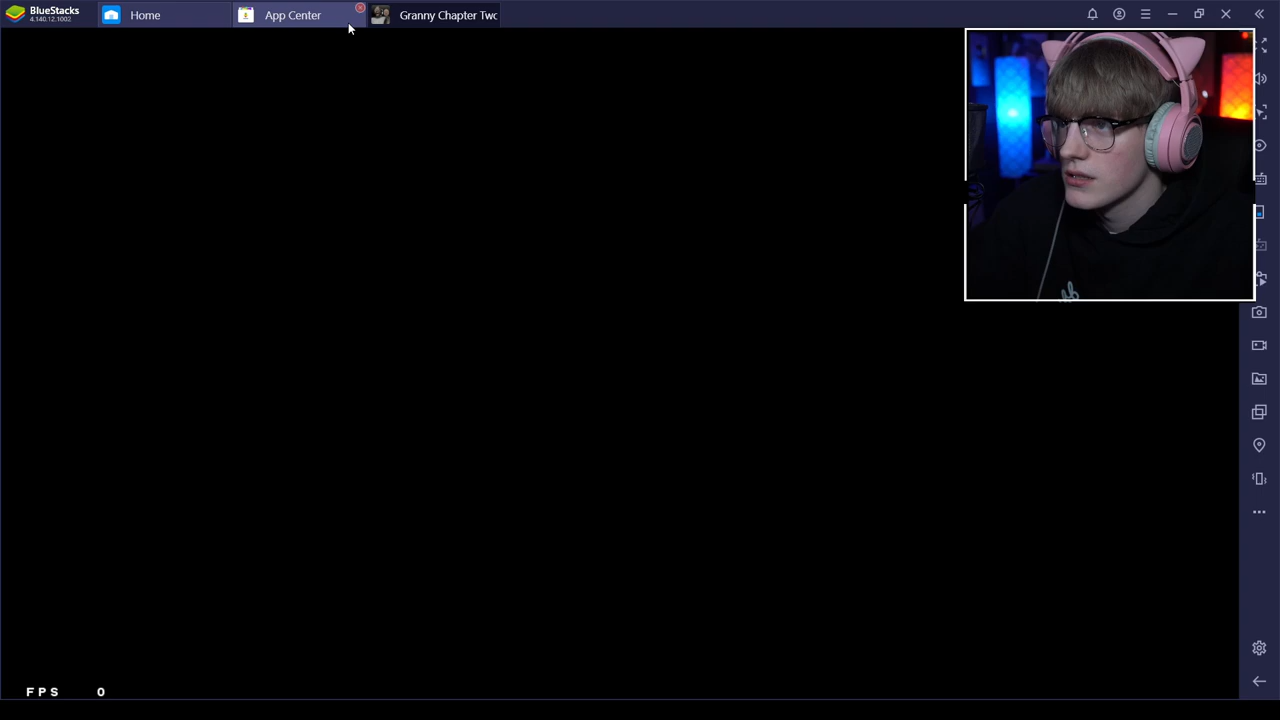 BlueStacks
4.140.12.1002
Home
App Center
Granny Chapter Two
FPS 0